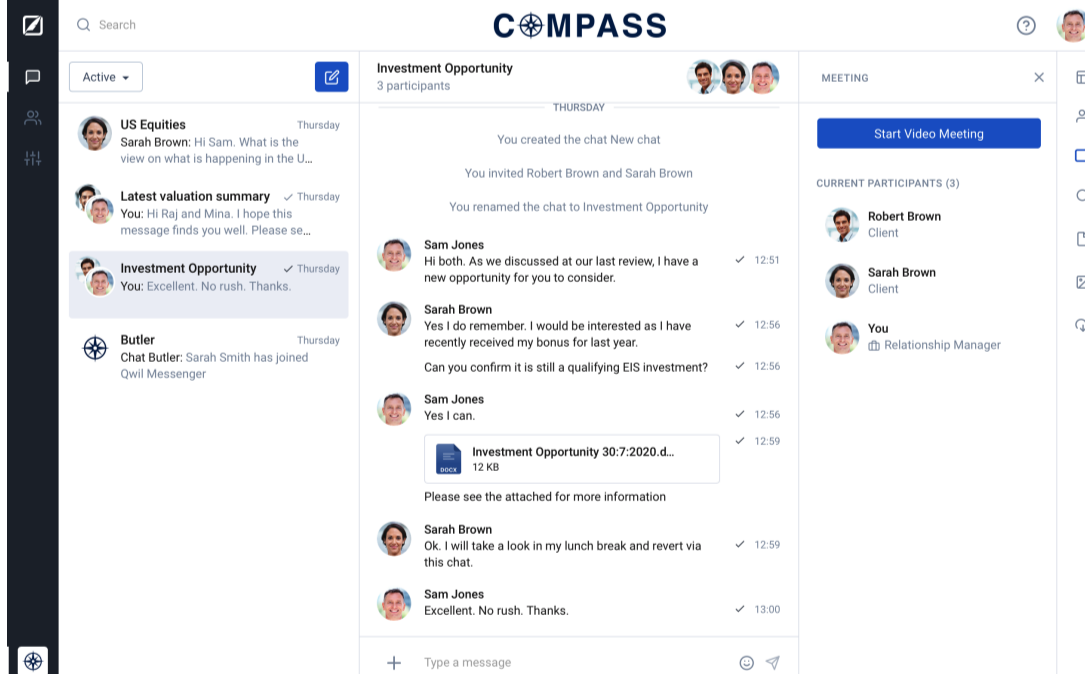 Search
COMPASS
Active
US Equities
Thursday
Sarah Brown: Hi Sam. What is the
view on what is happening in the U...
Latest valuation summary
Thursday
You: Hi Raj and Mina. I hope this
message finds you well. Please se...
Investment Opportunity
Thursday
You: Excellent. No rush. Thanks.
Butler
Thursday
Chat Butler: Sarah Smith has joined
Qwil Messenger
Investment Opportunity
3 participants
THURSDAY
You created the chat New chat
You invited Robert Brown and Sarah Brown
You renamed the chat to Investment Opportunity
Sam Jones
Hi both. As we discussed at our last review, I have a
new opportunity for you to consider.
12:51
Sarah Brown
Yes I do remember. I would be interested as I have
recently received my bonus for last year.
12:56
Can you confirm it is still a qualifying EIS investment?
12:56
Sam Jones
Yes I can.
12:56
12:59
DOCX
Investment Opportunity 30:7:2020.d...
12 KB
Please see the attached for more information
Sarah Brown
Ok. I will take a look in my lunch break and revert via
this chat.
12:59
Sam Jones
Excellent. No rush. Thanks.
13:00
Type a message
MEETING
Start Video Meeting
CURRENT PARTICIPANTS (3)
Robert Brown
Client
Sarah Brown
Client
You
Relationship Manager